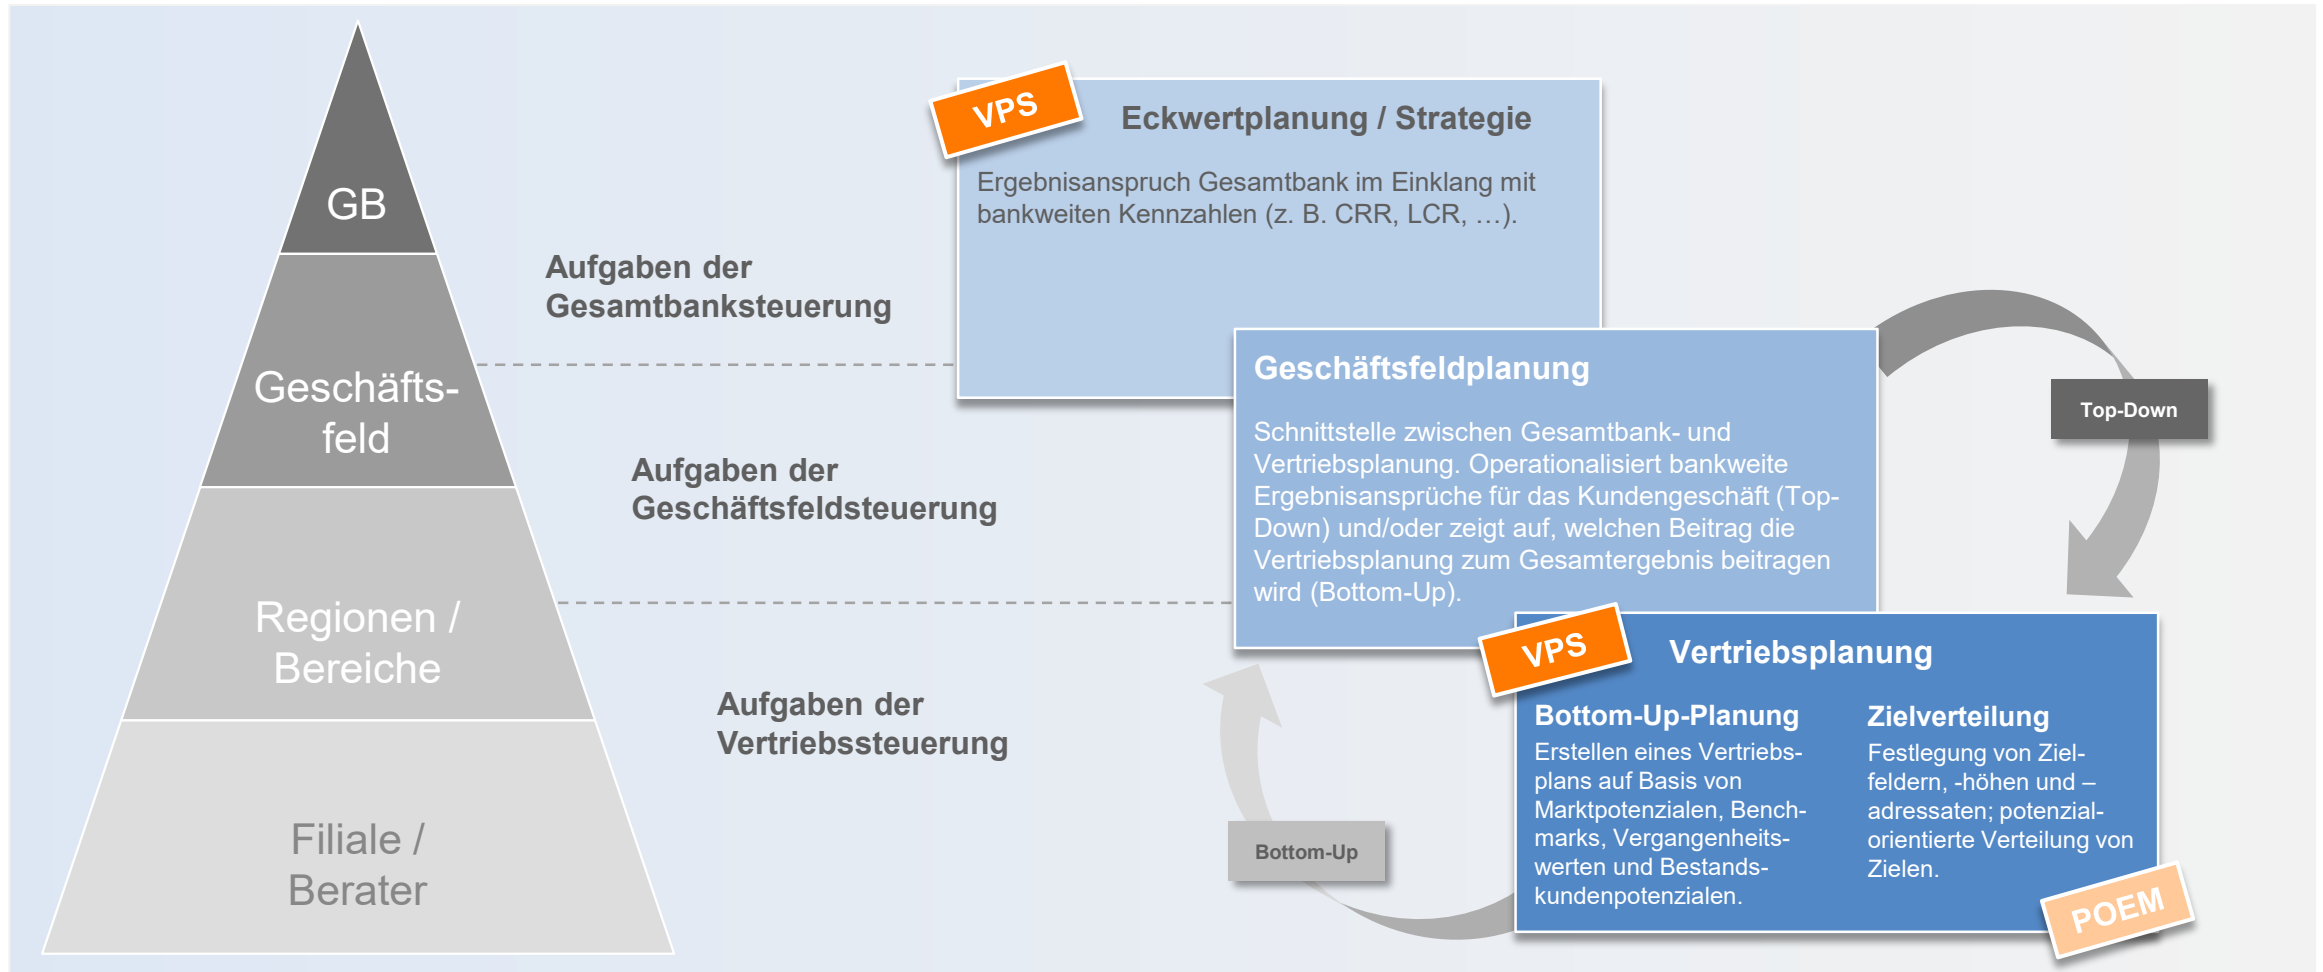 GB
Geschäfts-
feld
Regionen /
Bereiche
Filiale /
Berater
Aufgaben der
Gesamtbanksteuerung
Aufgaben der
Geschäftsfeldsteuerung
Aufgaben der
Vertriebssteuerung
VPS
Eckwertplanung / Strategie
Ergebnisanspruch Gesamtbank im Einklang mit
bankweiten Kennzahlen (z. B. CRR, LCR, …).
Geschäftsfeldplanung
Schnittstelle zwischen Gesamtbank- und
Vertriebsplanung. Operationalisiert bankweite
Ergebnisansprüche für das Kundengeschäft (Top-
Down) und/oder zeigt auf, welchen Beitrag die
Vertriebsplanung zum Gesamtergebnis beitragen
wird (Bottom-Up).
Top-Down
Bottom-Up
VPS
Vertriebsplanung
Bottom-Up-Planung
Erstellen eines Vertriebs-
plans auf Basis von
Marktpotenzialen, Bench-
marks, Vergangenheits-
werten und Bestands-
kundenpotenzialen.
Zielverteilung
Festlegung von Ziel-
feldern, -höhen und –
adressaten; potenzial-
orientierte Verteilung von
Zielen.
POEM